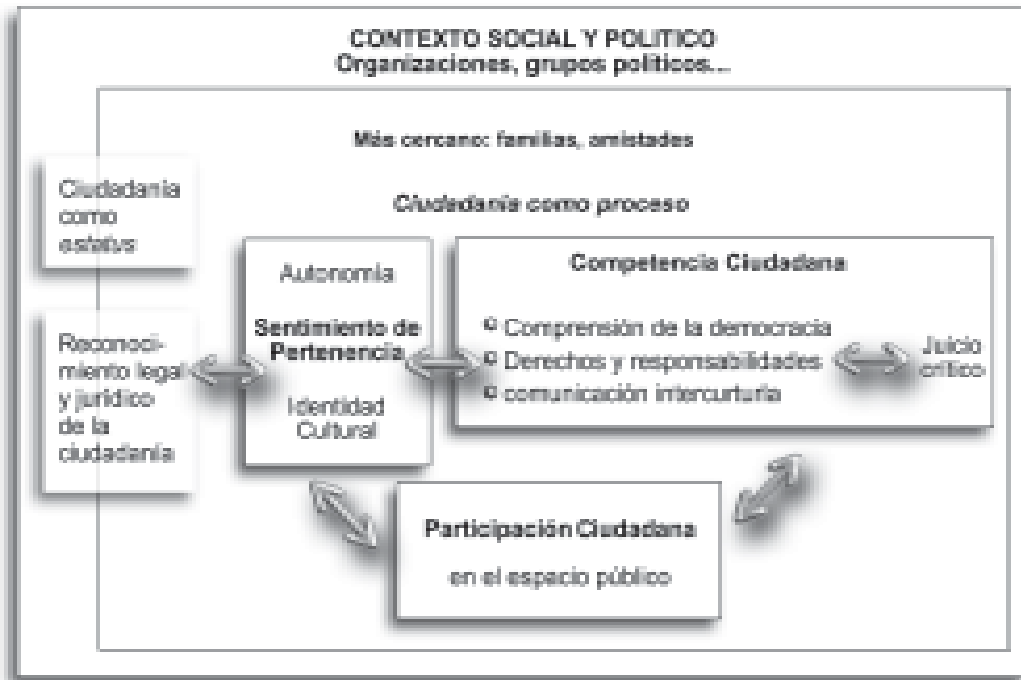 CONTEXTO SOCIAL Y POLITICO
Organizaciones, grupos políticos...
Más cercano: familias, amistades
Ciudadanía como proceso
Ciudadanía
como
estatus
Reconoci-
miento legal
y jurídico
de la
ciudadanía
Autonomía
Sentimiento de
Pertenencia
Identidad
Cultural
Competencia Ciudadana
Comprensión de la democracia
Derechos y responsabilidades
comunicación intercurturia
Juicio
crítico
Participación Ciudadana
en el espacio público